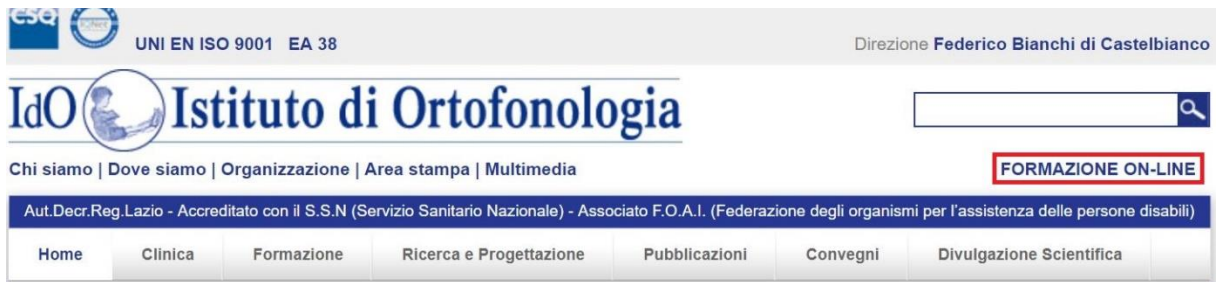 CSQ IQNet
UNI EN ISO 9001 EA 38
Direzione Federico Bianchi di Castelbianco
IdO Istituto di Ortofonologia
Chi siamo | Dove siamo | Organizzazione | Area stampa | Multimedia
FORMAZIONE ON-LINE
Aut.Decr.Reg.Lazio - Accreditato con il S.S.N (Servizio Sanitario Nazionale) - Associato F.O.A.I. (Federazione degli organismi per l'assistenza delle persone disabili)
Home Clinica Formazione Ricerca e Progettazione Pubblicazioni Convegni Divulgazione Scientifica